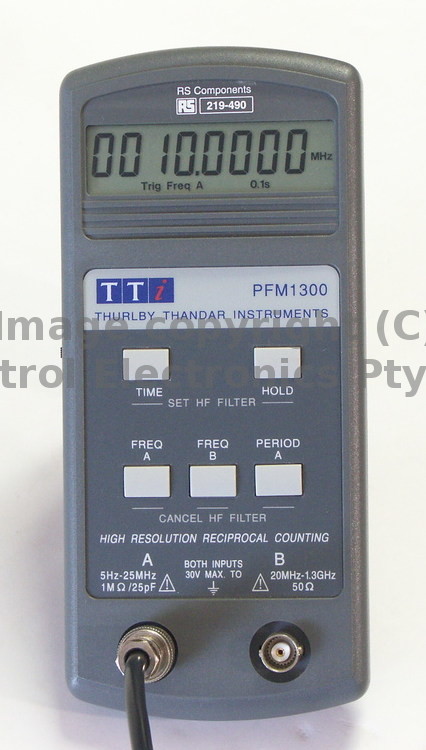 RS Components
RS 219-490
0010.0000 MHz
Trig Freq A 0.1s
TTi PFM1300
THURLBY THANDAR INSTRUMENTS
Image copyright (C)
trol Electronics Pty
TIME HOLD
SET HF FILTER
FREQ A FREQ B PERIOD A
CANCEL HF FILTER
HIGH RESOLUTION RECIPROCAL COUNTING
A BOTH INPUTS B
5Hz-25MHz 30V MAX. TO 20MHz-1.3GHz
1MΩ/25pF 50Ω